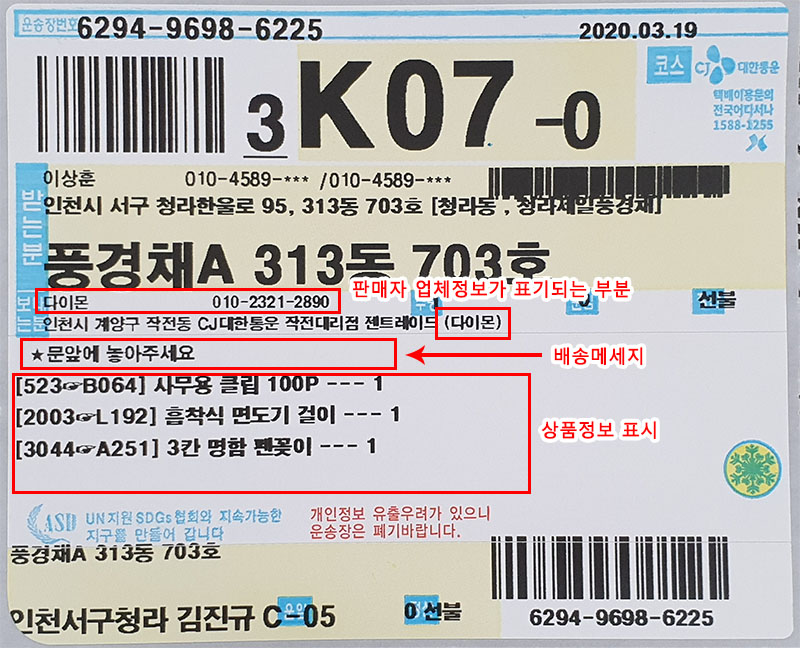 운송장번호 6294-9698-6225 2020.03.19
3 K07 -0
코스 CJ 대한통운
택배이용문의
전국어디서나
1588-1255
받는분
이상훈 010-4589-*** /010-4589-***
인천시 서구 청라한울로 95, 313동 703호 [청라동 , 청라제일풍경채]
풍경채A 313동 703호
보내는분
다이몬 010-2321-2890
판매자 업체정보가 표기되는 부분
선불
인천시 계양구 작전동 CJ대한통운 작전대리점 젠트레이드 (다이몬)
★문앞에 놓아주세요
배송메세지
[523☞B064] 사무용 클립 100P --- 1
[2003☞L192] 흡착식 면도기 걸이 --- 1
[3044☞A251] 3칸 명함 펜꽂이 --- 1
상품정보 표시
ASD UN지원 SDGs협회와 지속가능한
지구를 만들어 갑니다
개인정보 유출우려가 있으니
운송장은 폐기바랍니다.
풍경채A 313동 703호
인천서구청라 김진규 C-05
0 선불
6294-9698-6225